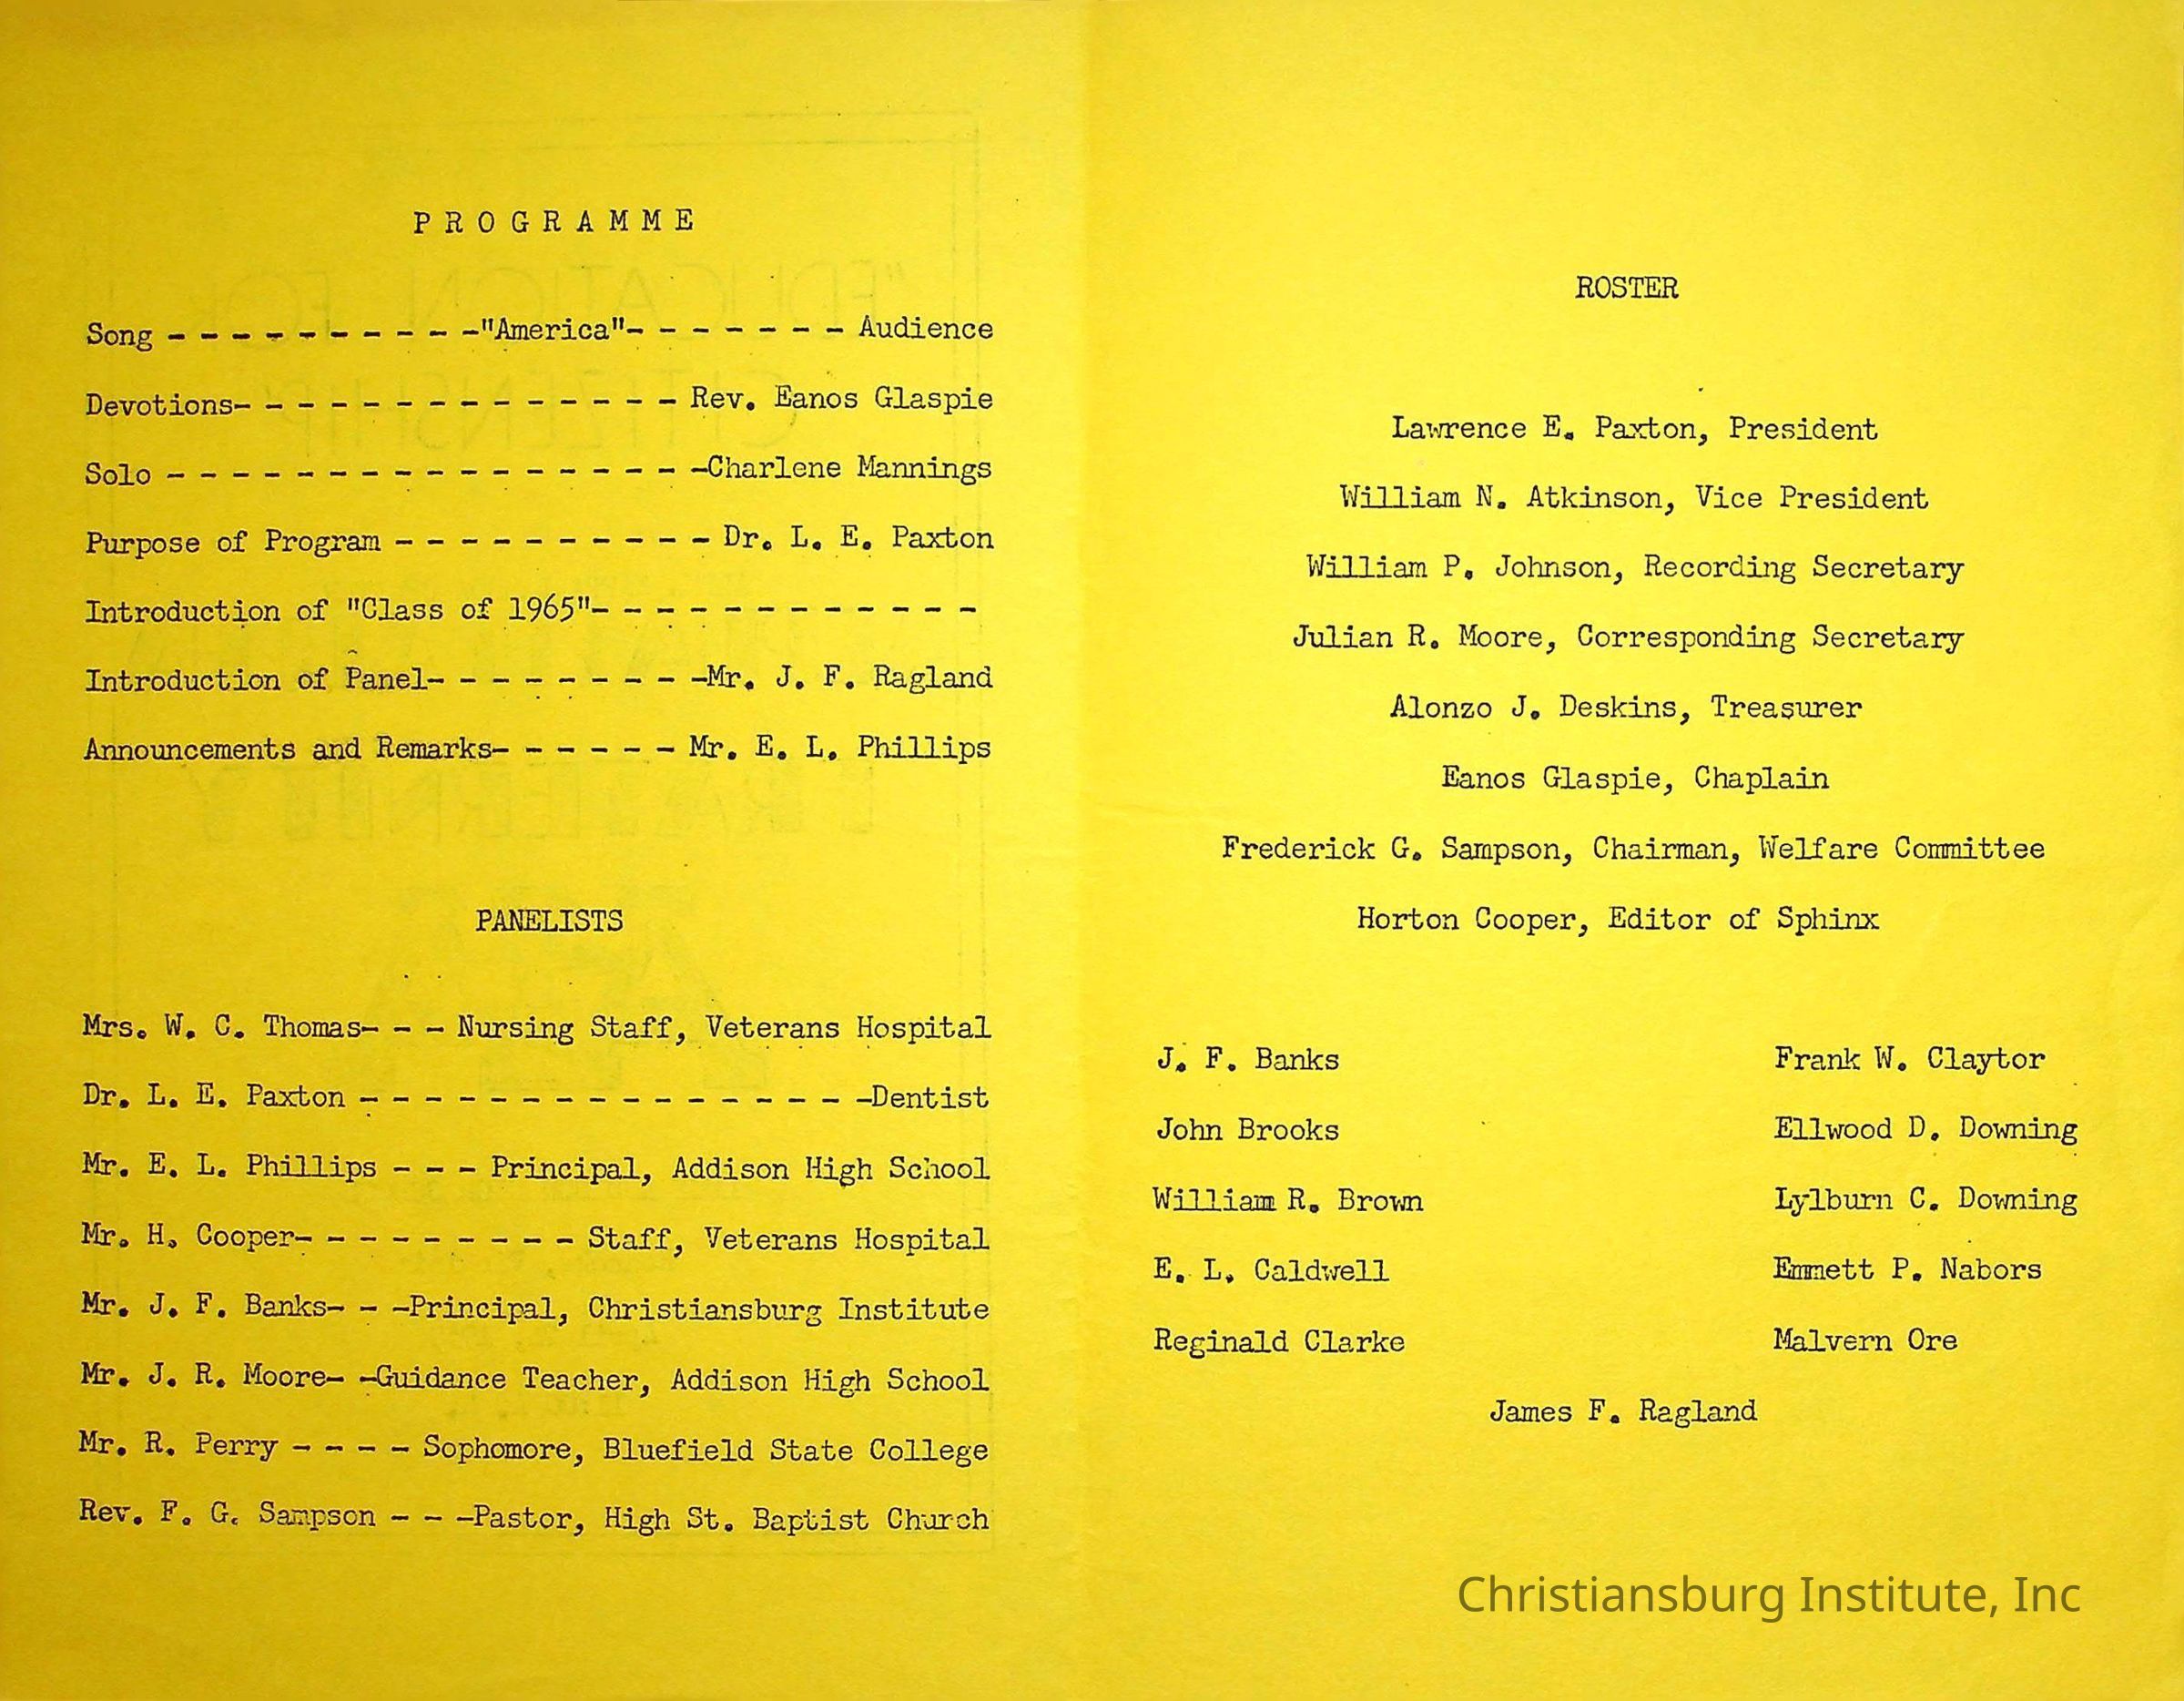 P R O G R A M M E
Song - - - - - - - - - -"America"- - - - - - - Audience
Devotions- - - - - - - - - - - - - - Rev. Eanos Glaspie
Solo - - - - - - - - - - - - - - - - -Charlene Mannings
Purpose of Program - - - - - - - - - - Dr. L. E. Paxton
Introduction of "Class of 1965"- - - - - - - - - - - -
Introduction of Panel- - - - - - - - -Mr. J. F. Ragland
Announcements and Remarks- - - - - - Mr. E. L. Phillips
PANELISTS
Mrs. W. C. Thomas- - - Nursing Staff, Veterans Hospital
Dr. L. E. Paxton - - - - - - - - - - - - - - - -Dentist
Mr. E. L. Phillips - - - Principal, Addison High School
Mr. H. Cooper- - - - - - - - - Staff, Veterans Hospital
Mr. J. F. Banks- - -Principal, Christiansburg Institute
Mr. J. R. Moore- -Guidance Teacher, Addison High School
Mr. R. Perry - - - - Sophomore, Bluefield State College
Rev. F. G. Sampson - - -Pastor, High St. Baptist Church
ROSTER
Lawrence E. Paxton, President
William N. Atkinson, Vice President
William P. Johnson, Recording Secretary
Julian R. Moore, Corresponding Secretary
Alonzo J. Deskins, Treasurer
Eanos Glaspie, Chaplain
Frederick G. Sampson, Chairman, Welfare Committee
Horton Cooper, Editor of Sphinx
J. F. Banks Frank W. Claytor
John Brooks Ellwood D. Downing
William R. Brown Lylburn C. Downing
E. L. Caldwell Emmett P. Nabors
Reginald Clarke Malvern Ore
James F. Ragland
Christiansburg Institute, Inc